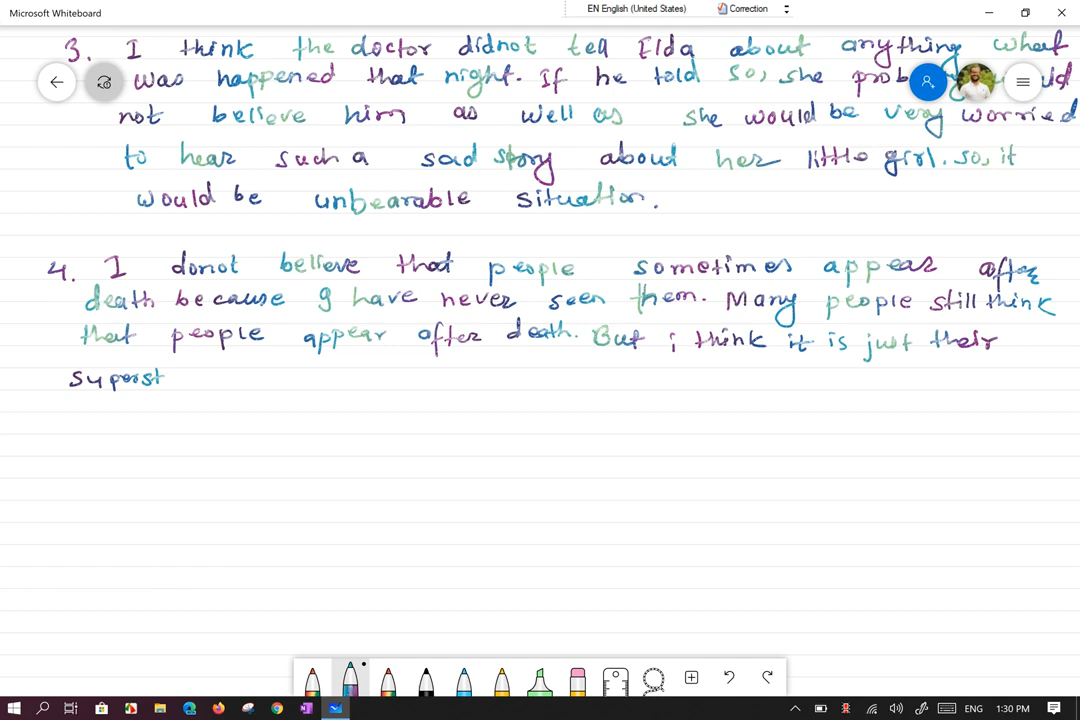 Microsoft Whiteboard
EN English (United States)
Correction
3. I think the doctor didnot tell Elda about anything what
was happened that night. If he told so, she
not believe him as well as she would be very worried
to hear such a sad story about her little girl. so, it
would be unbearable situation.
4. I donot believe that people sometimes appear after
death because I have never seen them. Many people still think
that people appear after death. But i think it is just their
superst
ENG
1:30 PM